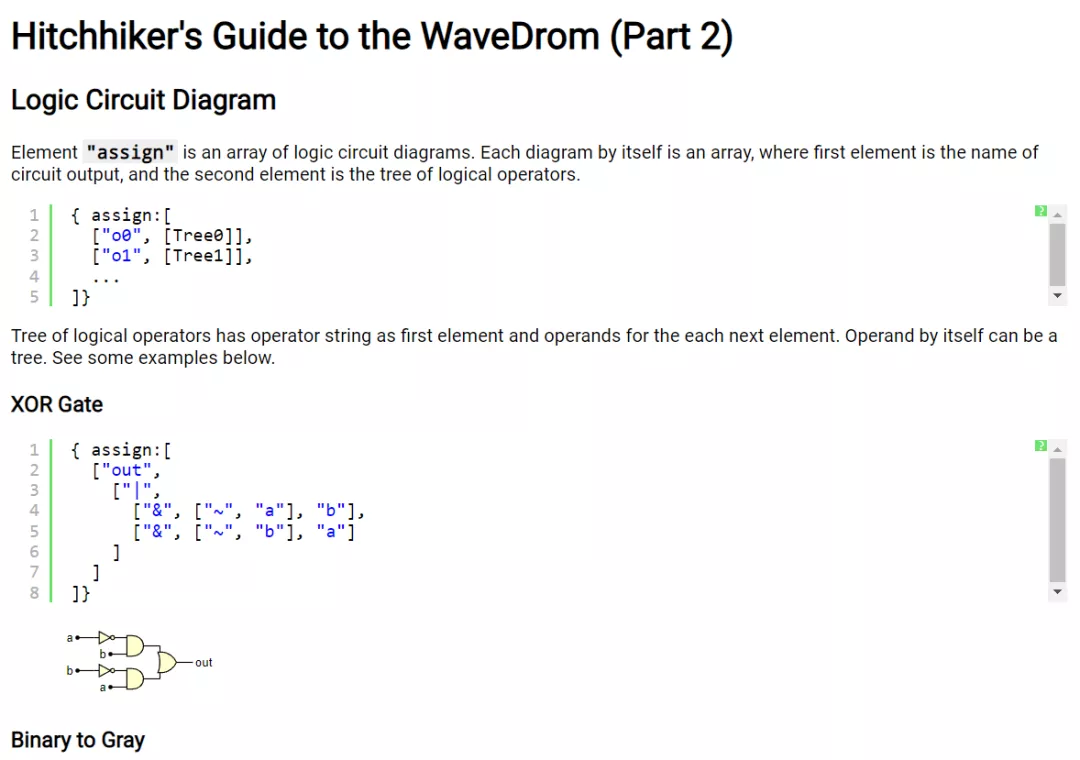 Hitchhiker's Guide to the WaveDrom (Part 2)
Logic Circuit Diagram
Element "assign" is an array of logic circuit diagrams. Each diagram by itself is an array, where first element is the name of
circuit output, and the second element is the tree of logical operators.
?
1 { assign:[
2 ["o0", [Tree0]],
3 ["o1", [Tree1]],
4 ...
5 ]}
Tree of logical operators has operator string as first element and operands for the each next element. Operand by itself can be a
tree. See some examples below.
XOR Gate
?
1 { assign:[
2 ["out",
3 ["|",
4 ["&", ["~", "a"], "b"],
5 ["&", ["~", "b"], "a"]
6 ]
7 ]
8 ]}
a
b
out
b
a
Binary to Gray